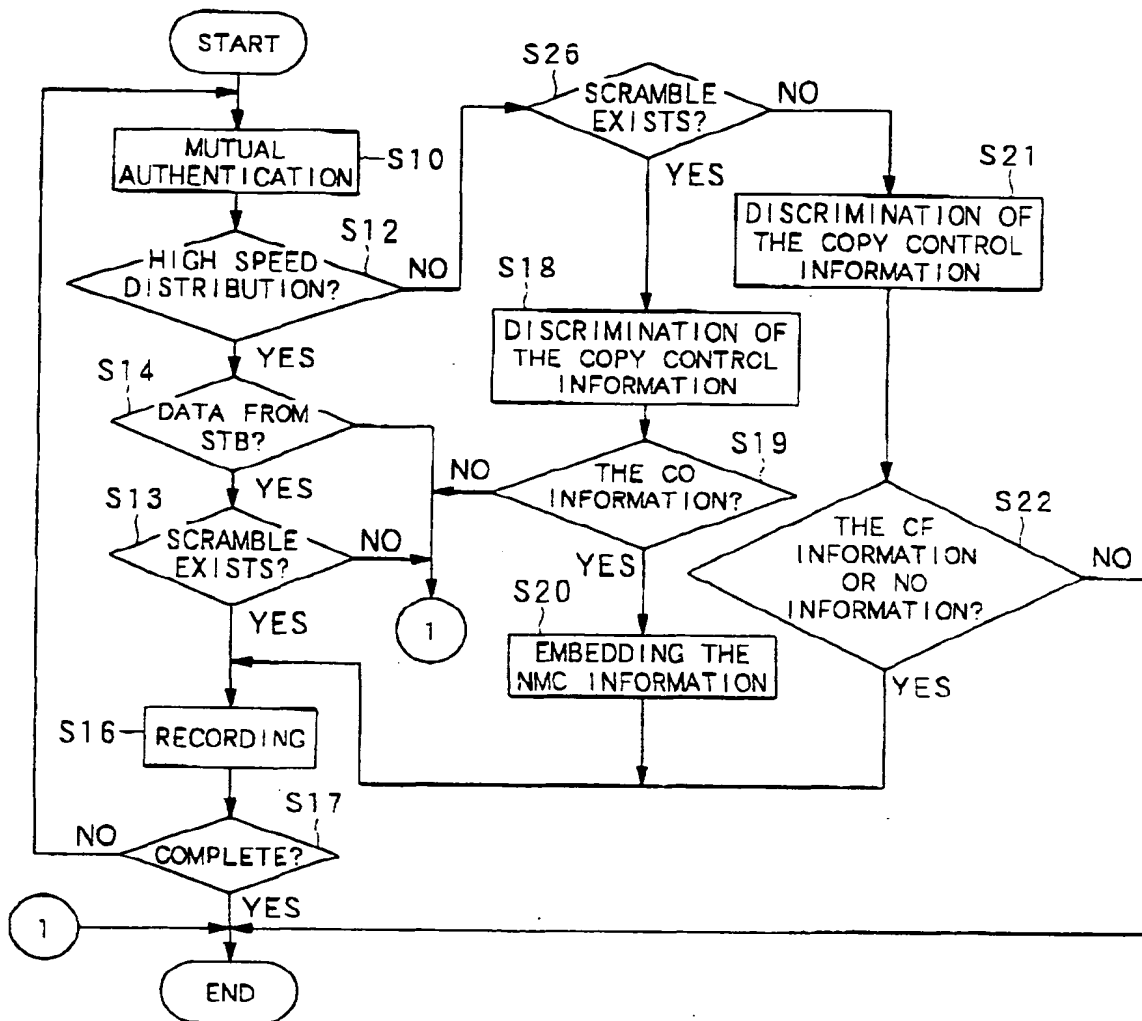 START
MUTUAL
AUTHENTICATION
S10
HIGH SPEED
DISTRIBUTION?
S12
NO
YES
S14
DATA FROM
STB?
YES
S13
SCRAMBLE
EXISTS?
NO
YES
1
S16
RECORDING
S17
COMPLETE?
NO
YES
1
END
S26
SCRAMBLE
EXISTS?
NO
YES
S18
DISCRIMINATION OF
THE COPY CONTROL
INFORMATION
S19
THE CO
INFORMATION?
NO
YES
S20
EMBEDDING THE
NMC INFORMATION
S21
DISCRIMINATION OF
THE COPY CONTROL
INFORMATION
S22
THE CF
INFORMATION
OR NO
INFORMATION?
NO
YES